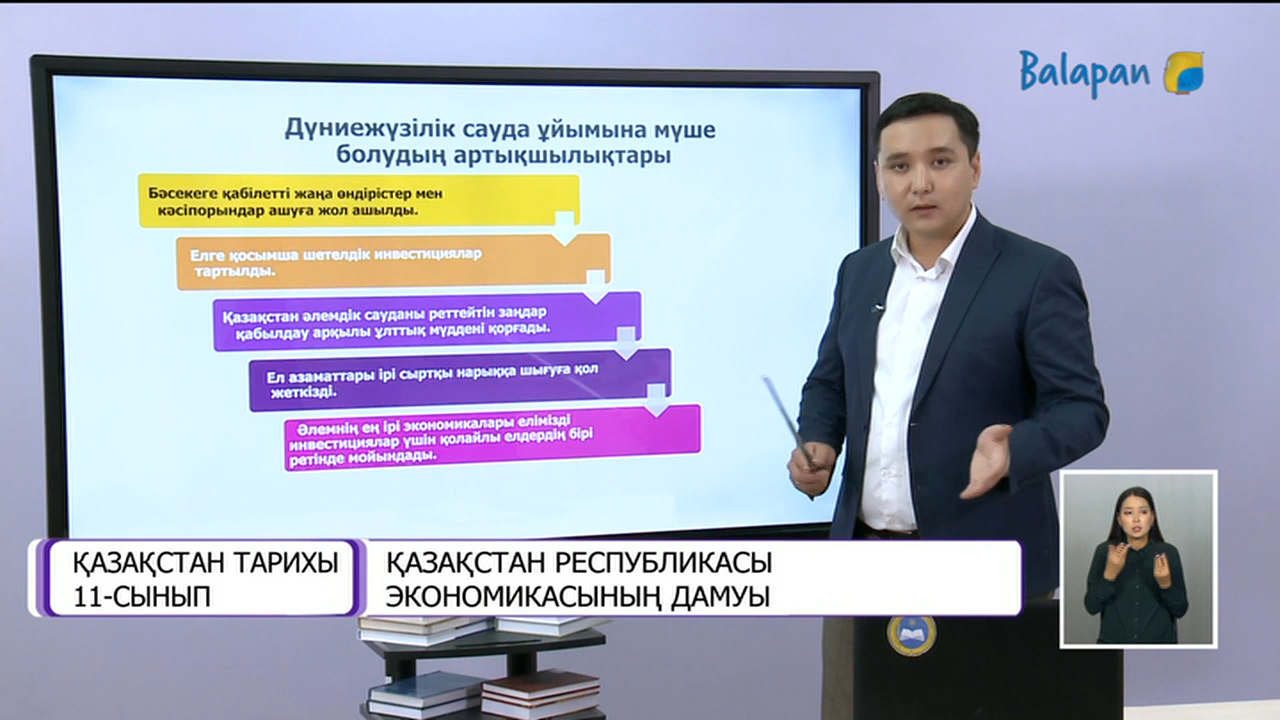 Balapan
Дүниежүзілік сауда ұйымына мүше
болудың артықшылықтары
Бәсекеге қабілетті жаңа өндірістер мен
кәсіпорындар ашуға жол ашылды.
Елге қосымша шетелдік инвестициялар
тартылды.
Қазақстан әлемдік сауданы реттейтін заңдар
қабылдау арқылы ұлттық мүддені қорғады.
Ел азаматтары ірі сыртқы нарыққа шығуға қол
жеткізді.
Әлемнің ең ірі экономикалары елімізді
инвестициялар үшін қолайлы елдердің бірі
ретінде мойындады.
ҚАЗАҚСТАН ТАРИХЫ
11-СЫНЫП
ҚАЗАҚСТАН РЕСПУБЛИКАСЫ
ЭКОНОМИКАСЫНЫҢ ДАМУЫ